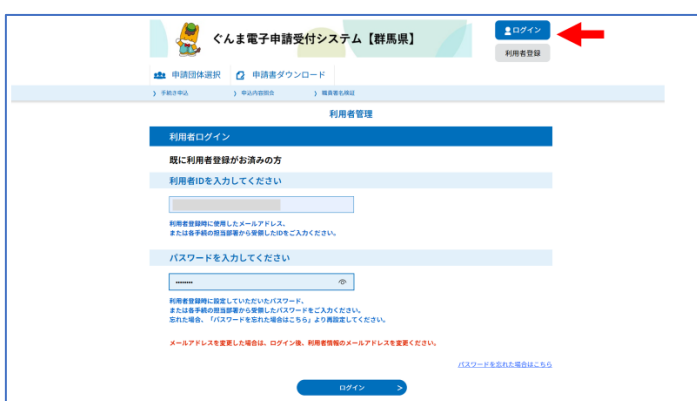 ぐんま電子申請受付システム【群馬県】
ログイン
利用者登録
申請団体選択
申請書ダウンロード
手続き申込
申込内容照会
職員署名検証
利用者管理
利用者ログイン
既に利用者登録がお済みの方
利用者IDを入力してください
利用者登録時に使用したメールアドレス、
または各手続の担当部署から受領したIDをご入力ください。
パスワードを入力してください
利用者登録時に設定していただいたパスワード、
または各手続の担当部署から受領したパスワードをご入力ください。
忘れた場合、「パスワードを忘れた場合はこちら」より再設定してください。
メールアドレスを変更した場合は、ログイン後、利用者情報のメールアドレスを変更ください。
パスワードを忘れた場合はこちら
ログイン